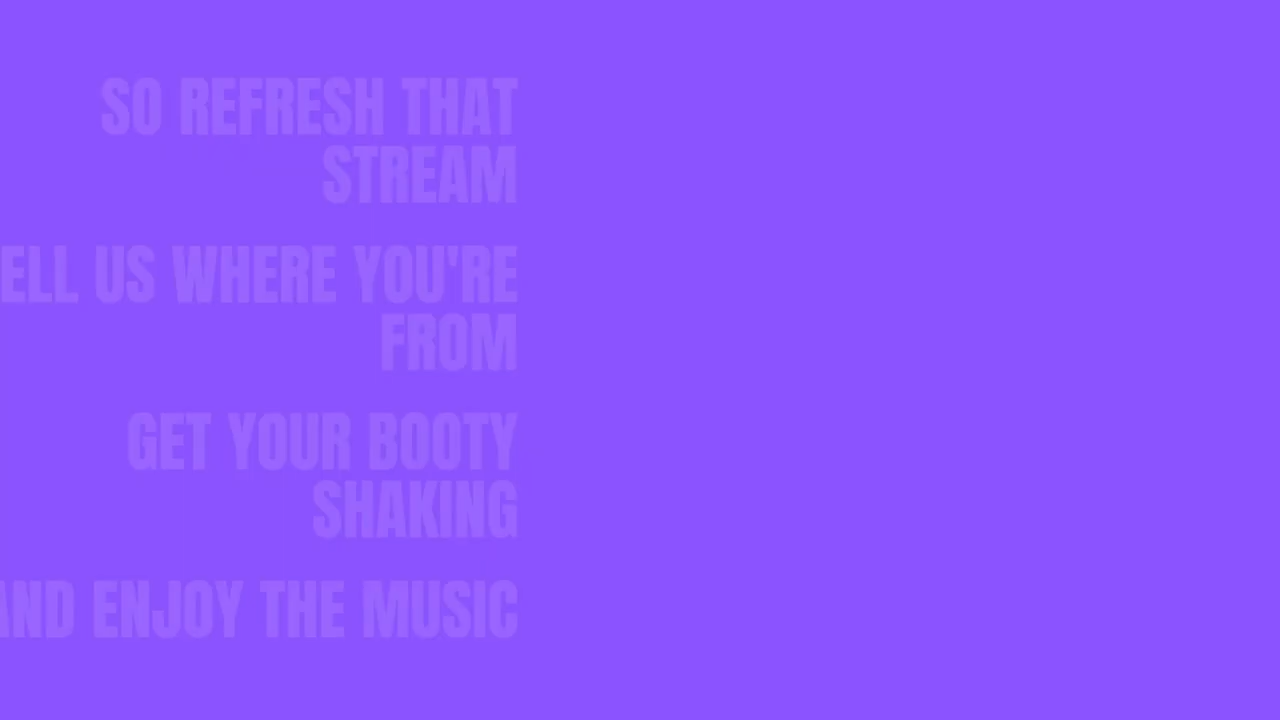 SO REFRESH THAT
STREAM
ELL US WHERE YOU'RE
FROM
GET YOUR BOOTY
SHAKING
AND ENJOY THE MUSIC